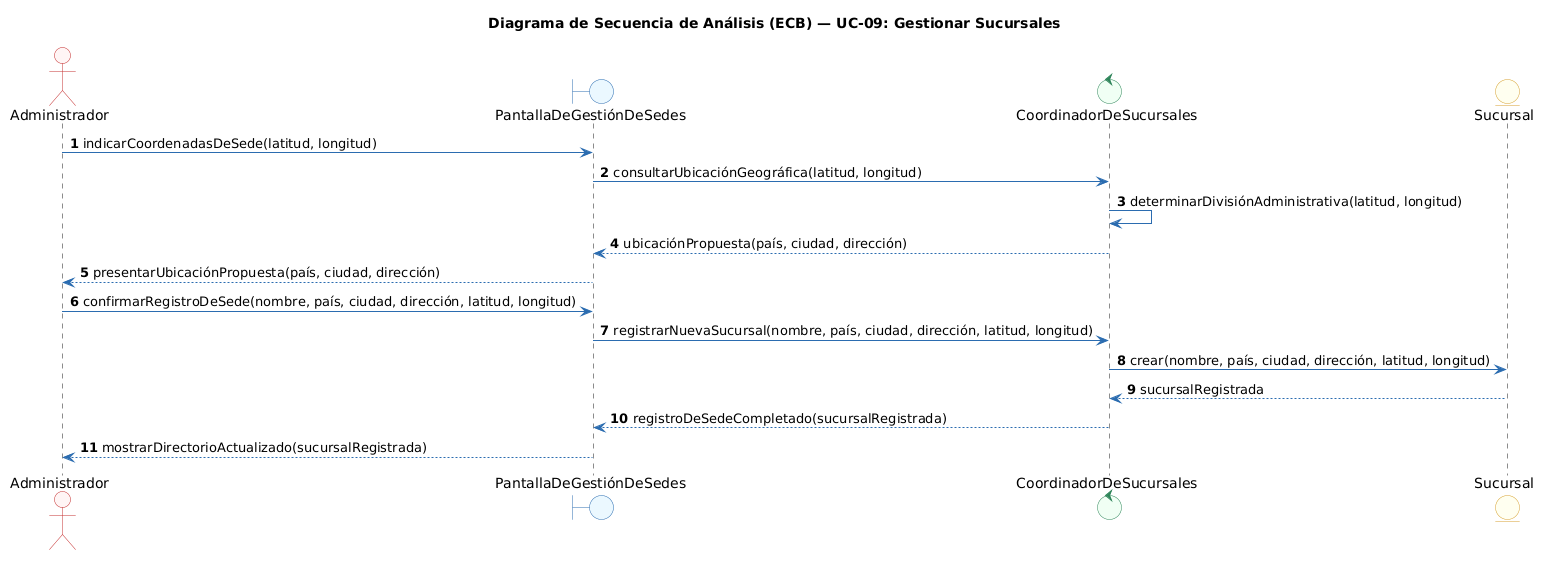 Diagrama de Secuencia de Análisis (ECB) — UC-09: Gestionar Sucursales
Administrador
PantallaDeGestiónDeSedes
CoordinadorDeSucursales
Sucursal
1 indicarCoordenadasDeSede(latitud, longitud)
2 consultarUbicaciónGeográfica(latitud, longitud)
3 determinarDivisiónAdministrativa(latitud, longitud)
4 ubicaciónPropuesta(país, ciudad, dirección)
5 presentarUbicaciónPropuesta(país, ciudad, dirección)
6 confirmarRegistroDeSede(nombre, país, ciudad, dirección, latitud, longitud)
7 registrarNuevaSucursal(nombre, país, ciudad, dirección, latitud, longitud)
8 crear(nombre, país, ciudad, dirección, latitud, longitud)
9 sucursalRegistrada
10 registroDeSedeCompletado(sucursalRegistrada)
11 mostrarDirectorioActualizado(sucursalRegistrada)
Administrador
PantallaDeGestiónDeSedes
CoordinadorDeSucursales
Sucursal